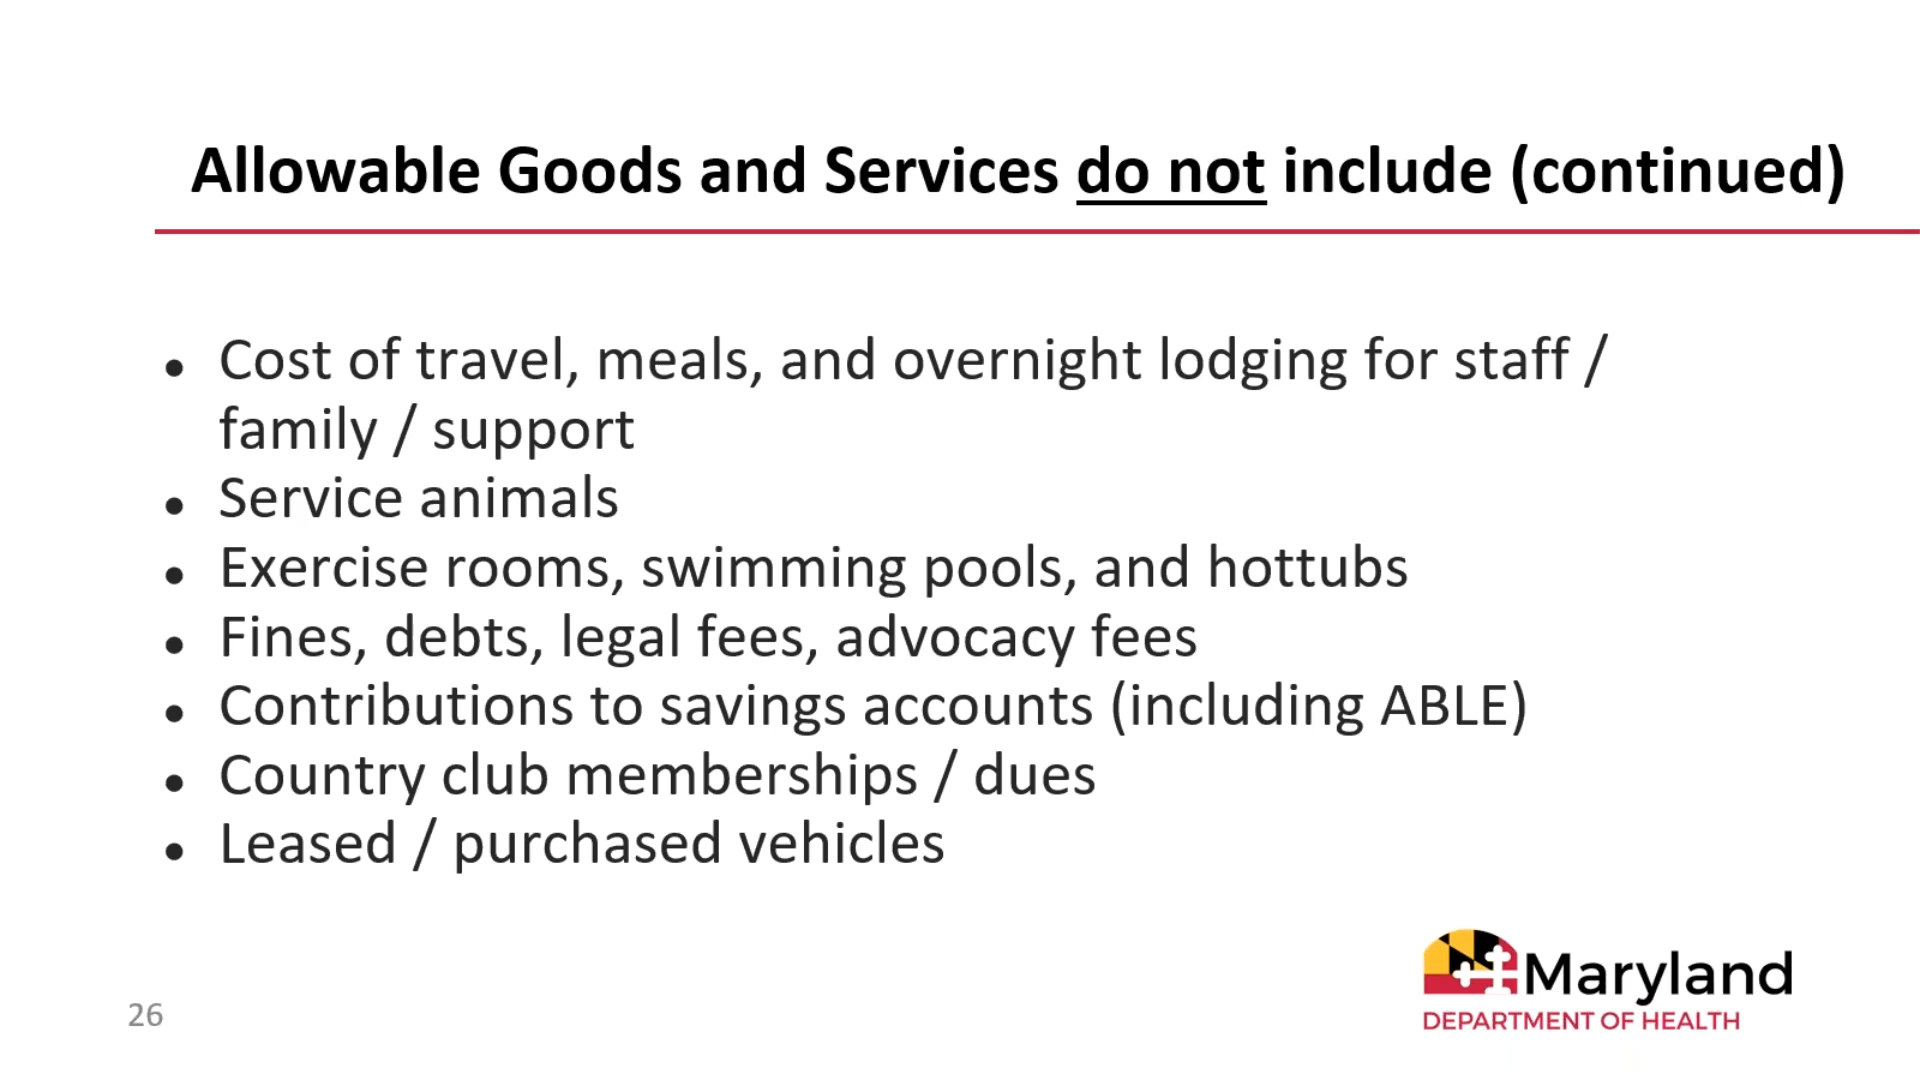 Allowable Goods and Services do not include (continued)
• Cost of travel, meals, and overnight lodging for staff /
family / support
• Service animals
• Exercise rooms, swimming pools, and hottubs
• Fines, debts, legal fees, advocacy fees
• Contributions to savings accounts (including ABLE)
• Country club memberships / dues
• Leased / purchased vehicles
Maryland
DEPARTMENT OF HEALTH
26